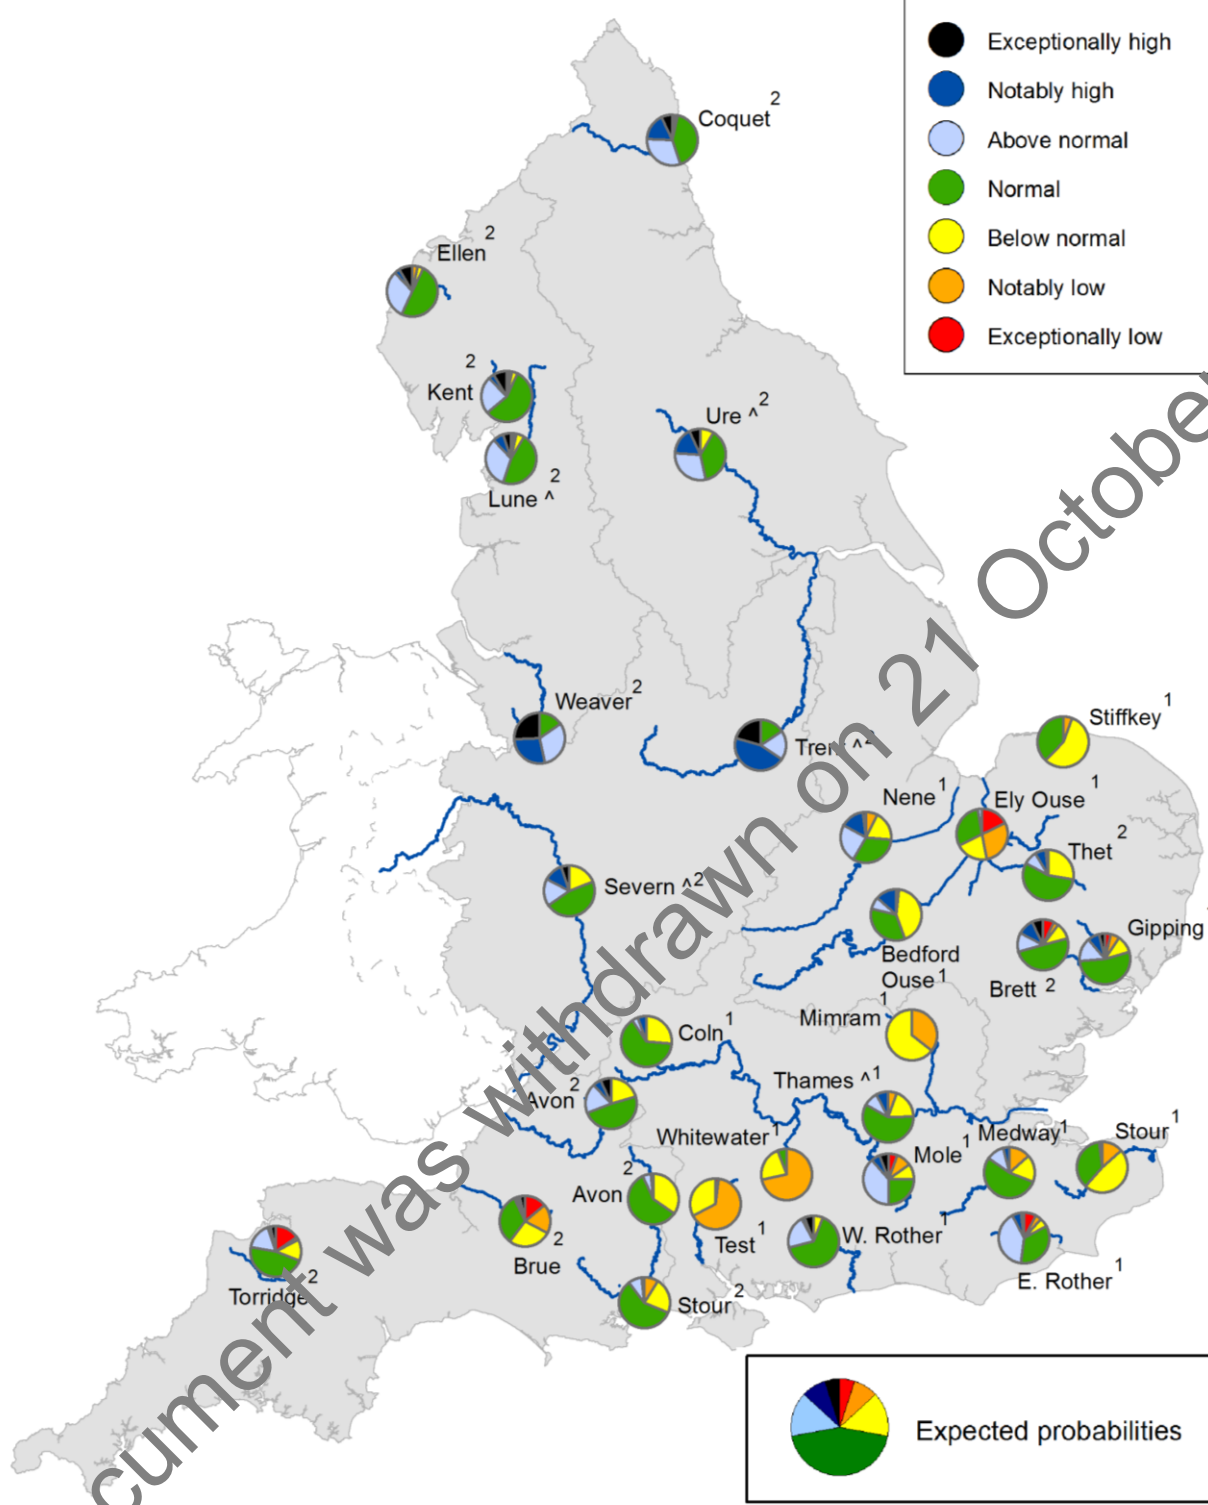 Exceptionally high
Notably high
Above normal
Normal
Below normal
Notably low
Exceptionally low
Coquet 2
Ellen 2
2
Kent
Ure ^ 2
Lune ^ 2
Weaver 2
Trent ^ 2
Stiffkey 1
Nene 1
Ely Ouse 1
Thet 2
Severn ^ 2
Gipping
Bedford
Ouse 1
Brett 2
Mimram 1
Coln 1
Thames ^ 1
Avon 2
Whitewater 1
Medway 1
Stour 1
Mole 1
Avon 2
Test 1
W. Rother 1
Brue 2
E. Rother 1
Torridge 2
Stour 2
Expected probabilities
cument was withdrawn on 21 October